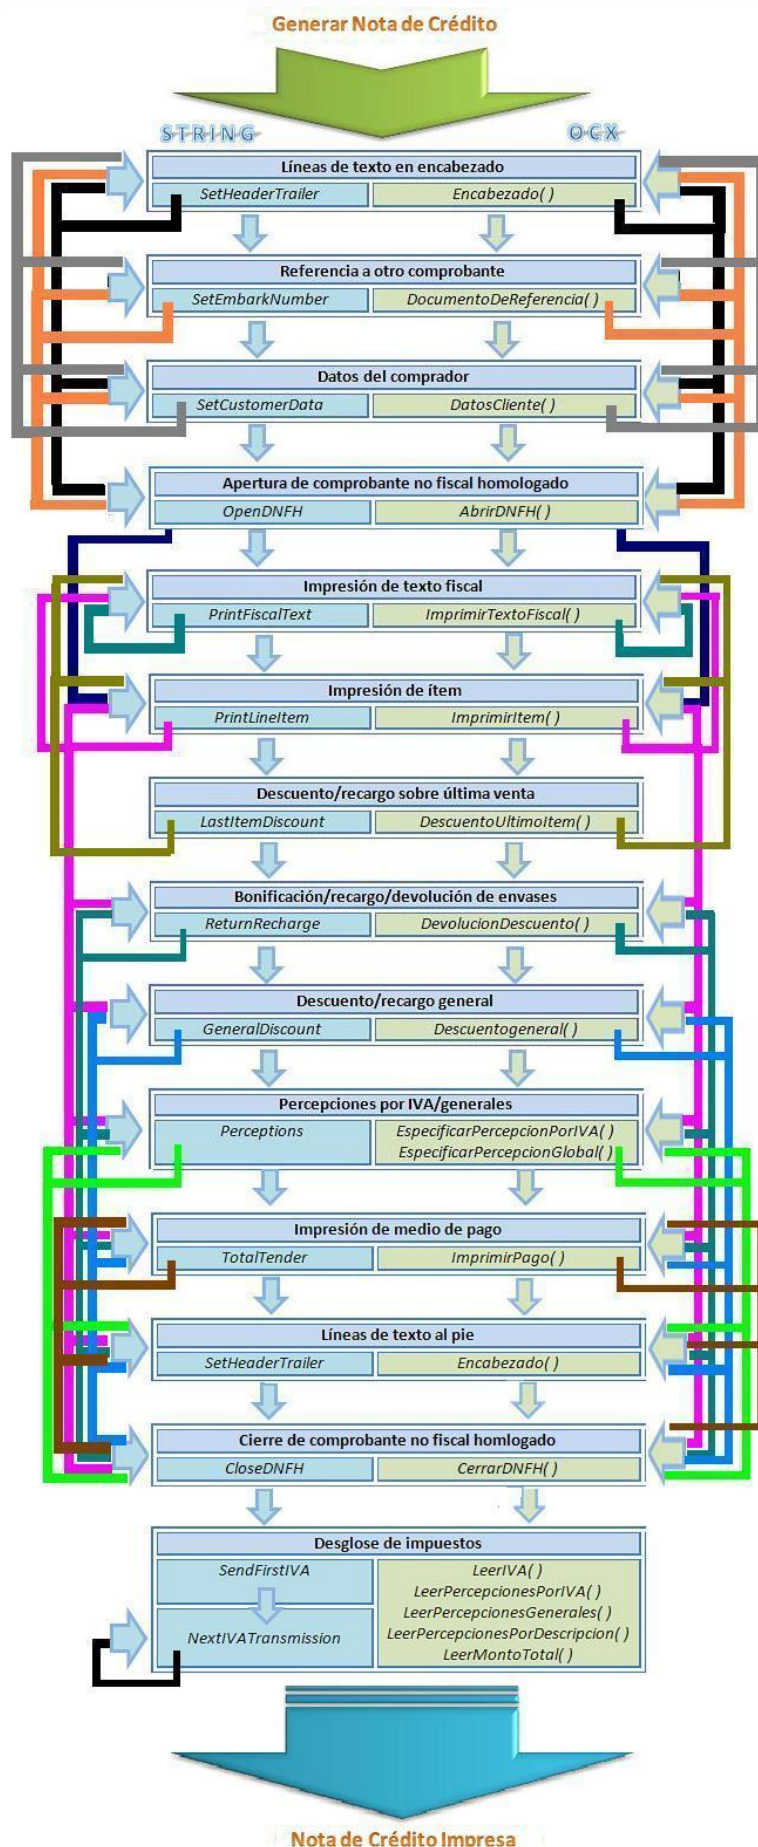 Generar Nota de Crédito
STRING
OCX
Líneas de texto en encabezado
SetHeaderTrailer
Encabezado( )
Referencia a otro comprobante
SetEmbarkNumber
DocumentoDeReferencia( )
Datos del comprador
SetCustomerData
DatosCliente( )
Apertura de comprobante no fiscal homologado
OpenDNFH
AbrirDNFH( )
Impresión de texto fiscal
PrintFiscalText
ImprimirTextoFiscal( )
Impresión de ítem
PrintLineItem
ImprimirItem( )
Descuento/recargo sobre última venta
LastItemDiscount
DescuentoUltimoItem( )
Bonificación/recargo/devolución de envases
ReturnRecharge
DevolucionDescuento( )
Descuento/recargo general
GeneralDiscount
Descuentogeneral( )
Percepciones por IVA/generales
Perceptions
EspecificarPercepcionPorIVA( )
EspecificarPercepcionGlobal( )
Impresión de medio de pago
TotalTender
ImprimirPago( )
Líneas de texto al pie
SetHeaderTrailer
Encabezado( )
Cierre de comprobante no fiscal homlogado
CloseDNFH
CerrarDNFH( )
Desglose de impuestos
SendFirstIVA
NextIVATransmission
LeerIVA( )
LeerPercepcionesPorIVA( )
LeerPercepcionesGenerales( )
LeerPercepcionesPorDescripcion( )
LeerMontoTotal( )
Nota de Crédito Impresa